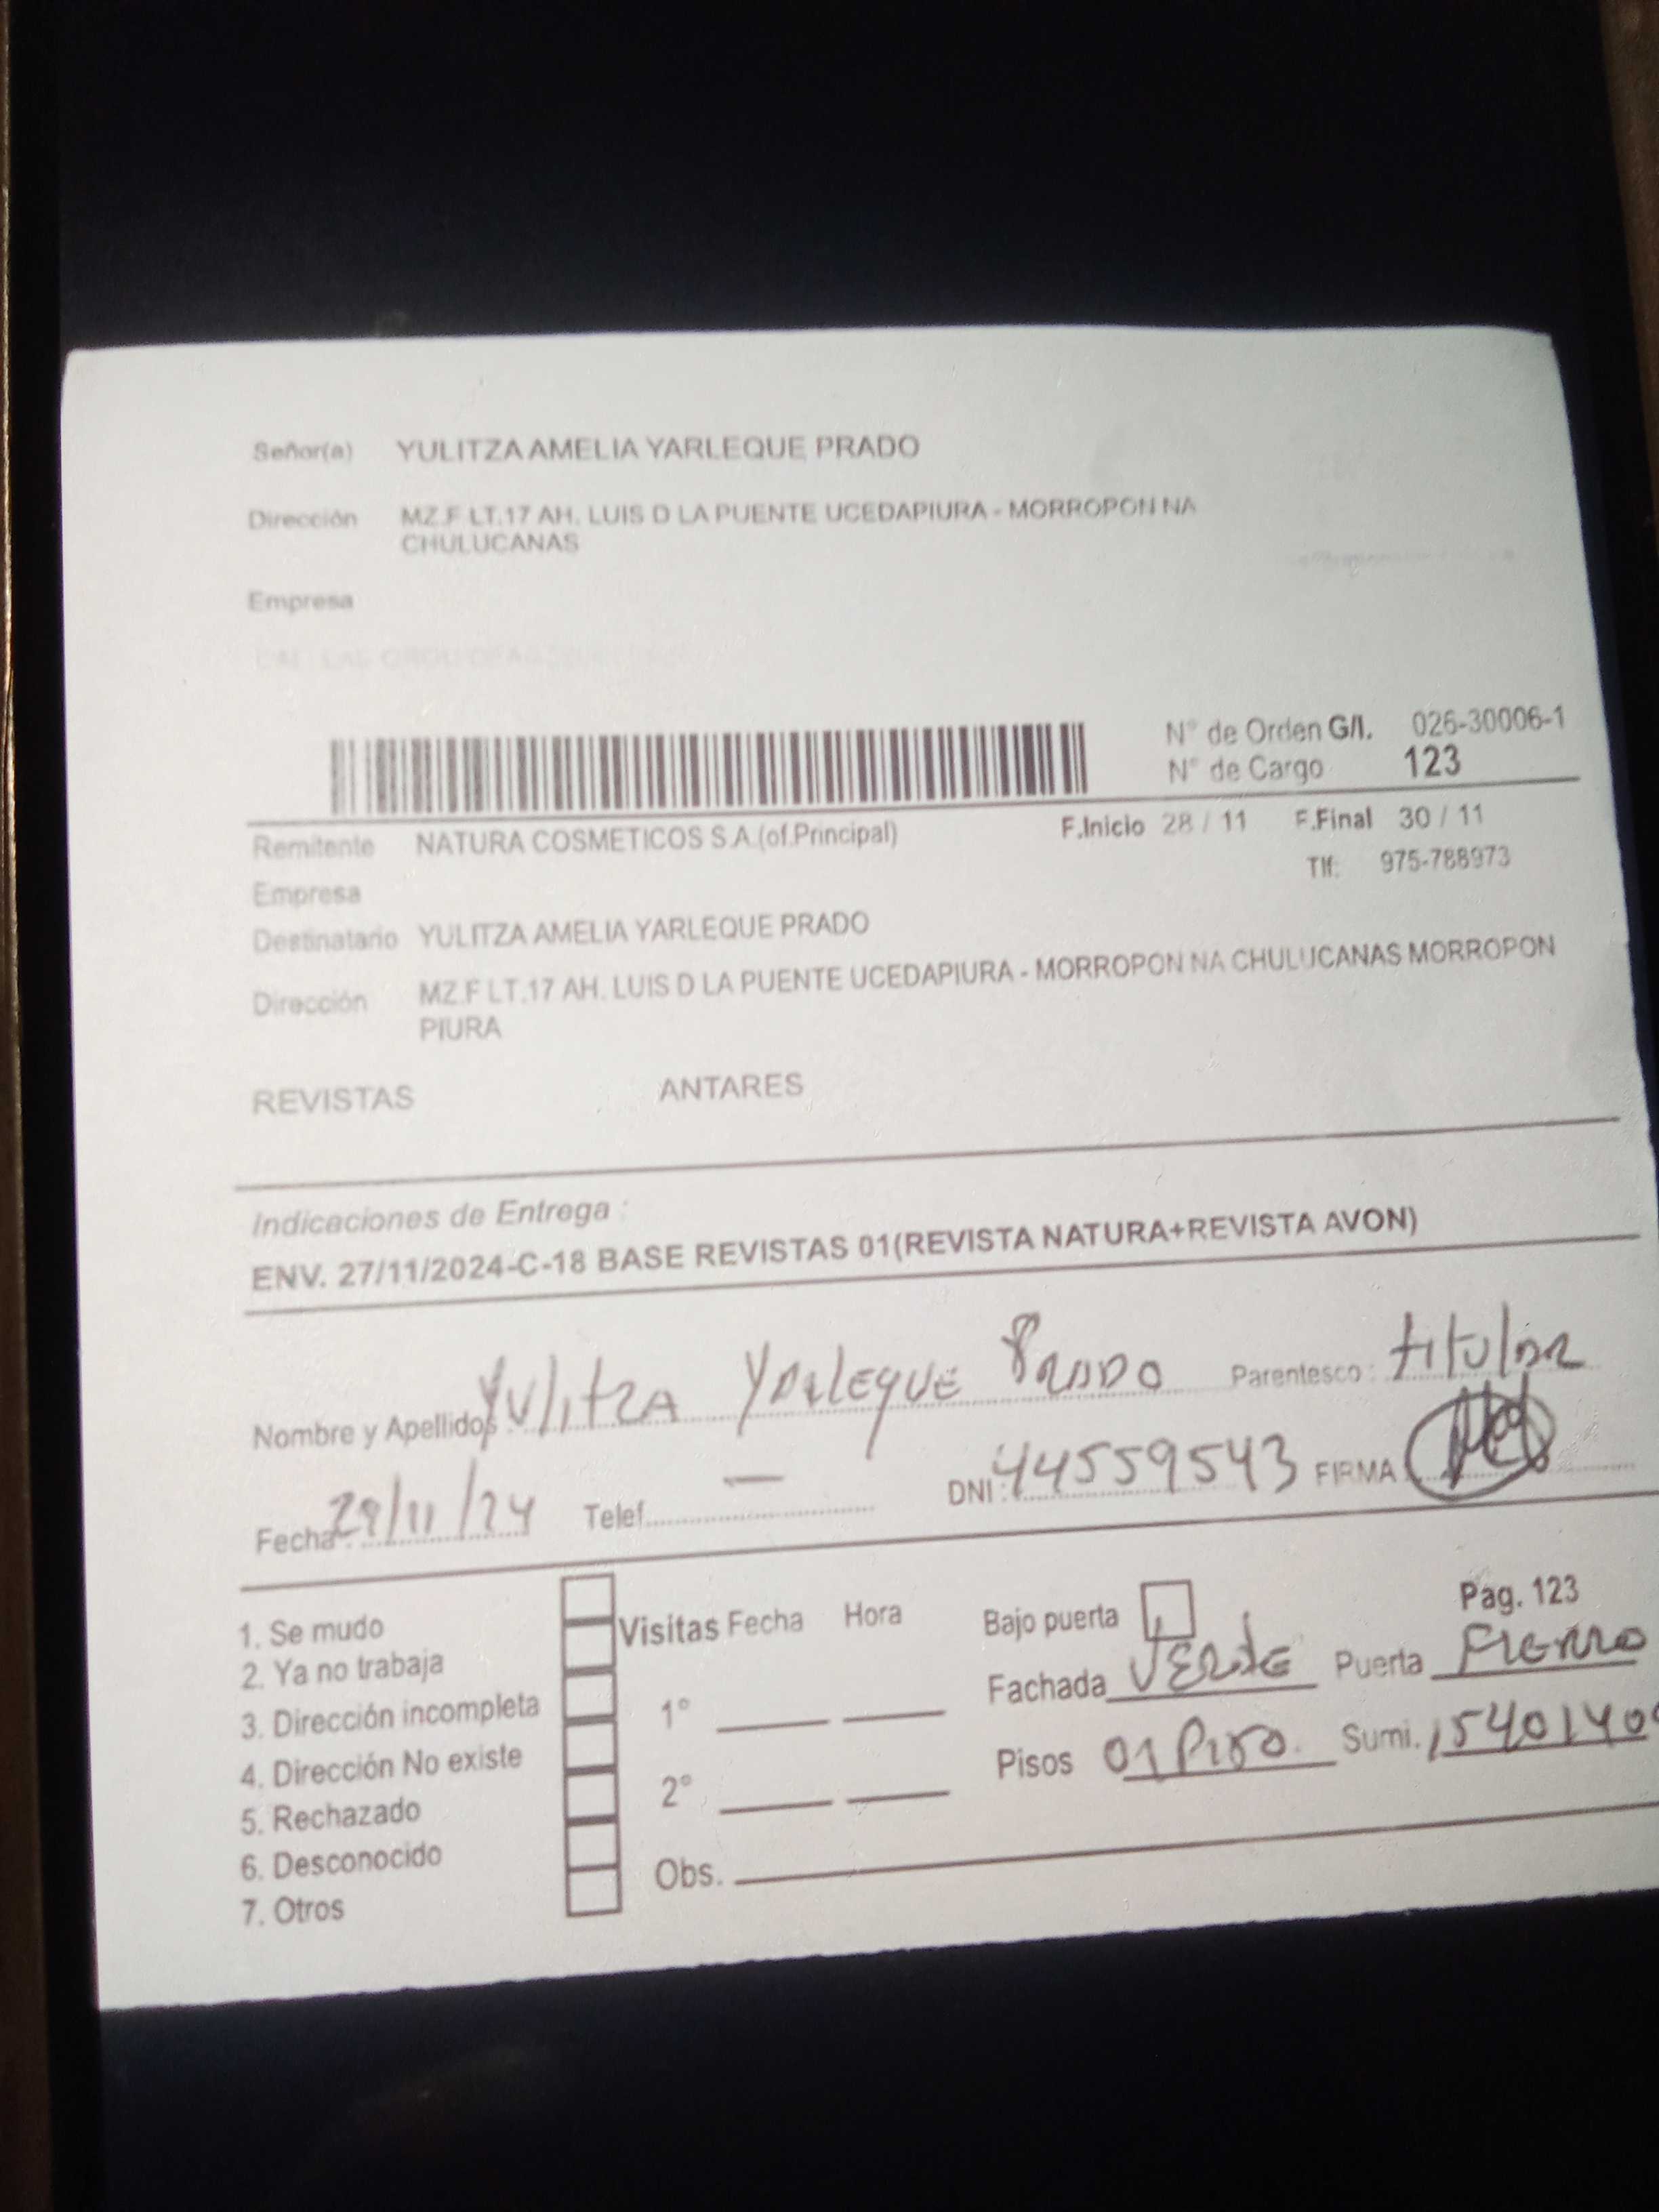 Señor(a) YULITZA AMELIA YARLEQUE PRADO
Dirección MZ.F LT.17 AH. LUIS D LA PUENTE UCEDAPIURA - MORROPON NA
CHULUCANAS
Empresa
N° de Orden G/I. 026-30006-1
N° de Cargo 123
Remitente NATURA COSMETICOS S.A.(of.Principal) F.Inicio 28 / 11 F.Final 30 / 11
Tlf: 975-788973
Empresa
Destinatario YULITZA AMELIA YARLEQUE PRADO
Dirección MZ.F LT.17 AH. LUIS D LA PUENTE UCEDAPIURA - MORROPON NA CHULUCANAS MORROPON
PIURA
REVISTAS ANTARES
Indicaciones de Entrega :
ENV. 27/11/2024-C-18 BASE REVISTAS 01(REVISTA NATURA+REVISTA AVON)
Nombre y Apellidos: Yulitza Yarleque Prado Parentesco : titular
Fecha: 29/11/24 Telef. — DNI: 44559543 FIRMA
1. Se mudo
2. Ya no trabaja
3. Dirección incompleta
4. Dirección No existe
5. Rechazado
6. Desconocido
7. Otros
Visitas Fecha Hora
1°
2°
Obs.
Bajo puerta Pag. 123
Fachada VERDE Puerta FIERRO
Pisos 01 PISO. Sumi. 1540140